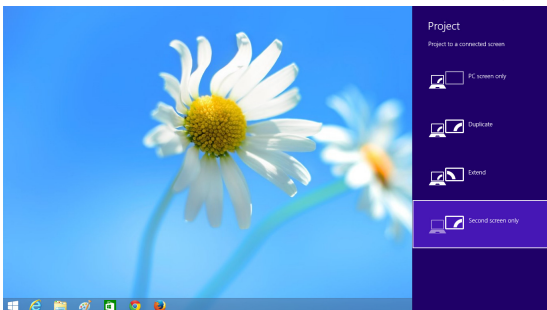 Project
Project to a connected screen
PC screen only
Duplicate
Extend
Second screen only